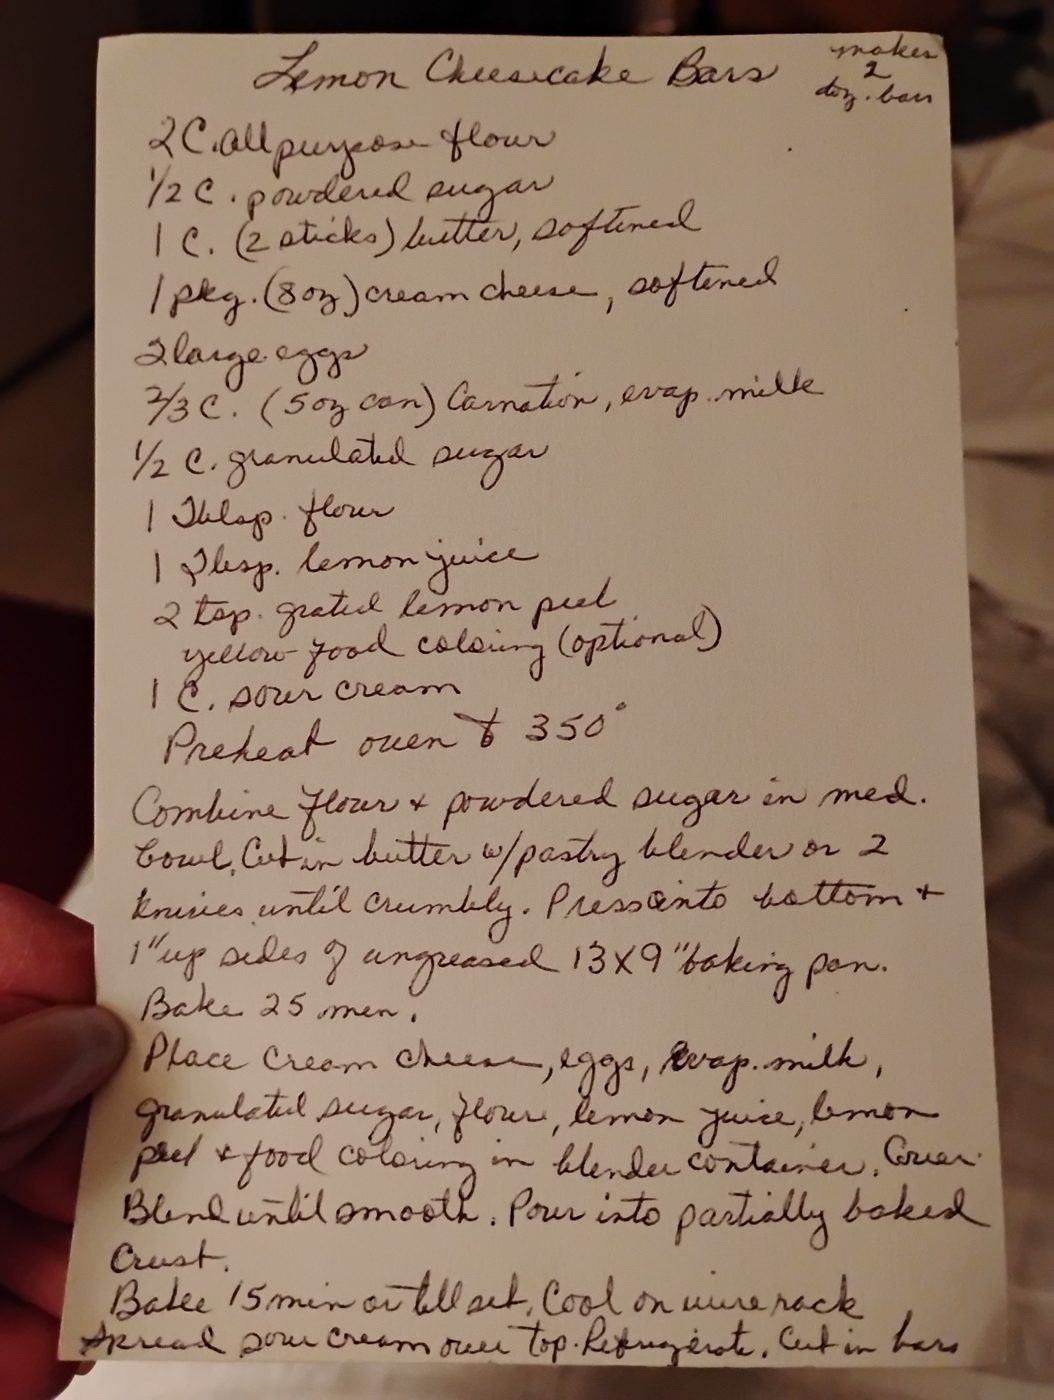 Lemon Cheesecake Bars
makes
2
doz. bars
2 C. All purpose flour
1/2 C. powdered sugar
1 C. (2 sticks) butter, softened
1 pkg. (8 oz) cream cheese, softened
2 large eggs
2/3 C. (5 oz can) Carnation, evap. milk
1/2 C. granulated sugar
1 Tblsp. flour
1 Tbsp. lemon juice
2 tsp. grated lemon peel
yellow food coloring (optional)
1 C. sour cream
Preheat oven to 350°
Combine flour + powdered sugar in med.
bowl. Cut in butter w/pastry blender or 2
knives until crumbly. Press into bottom +
1" up sides of ungreased 13X9" baking pan.
Bake 25 min.
Place cream cheese, eggs, evap. milk,
granulated sugar, flour, lemon juice, lemon
peel + food coloring in blender container. Cover.
Blend until smooth. Pour into partially baked
crust.
Bake 15 min or till set. Cool on wire rack
Spread sour cream over top. Refrigerate. Cut in bars